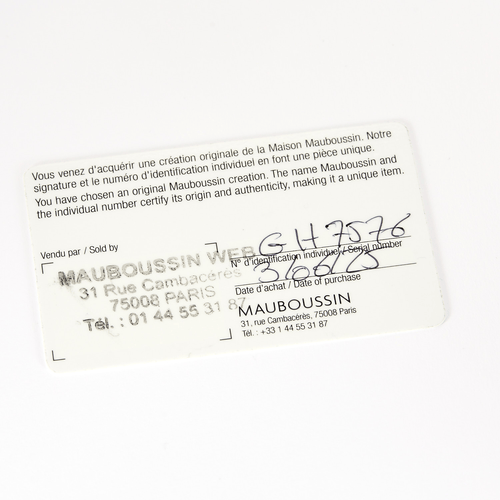 Vous venez d'acquérir une création originale de la Maison Mauboussin. Notre
signature et le numéro d'identification individuel en font une pièce unique.
You have chosen an original Mauboussin creation. The name Mauboussin and
the individual number certify its origin and authenticity, making it a unique item.
Vendu par / Sold by
MAUBOUSSIN WEB
31 Rue Cambacérès
75008 PARIS
Tél. : 01 44 55 31 87
GH7576
N° d'identification individuel / Serial number
Date d'achat / Date of purchase
MAUBOUSSIN
31, rue Cambacérès, 75008 Paris
Tél. : +33 1 44 55 31 87